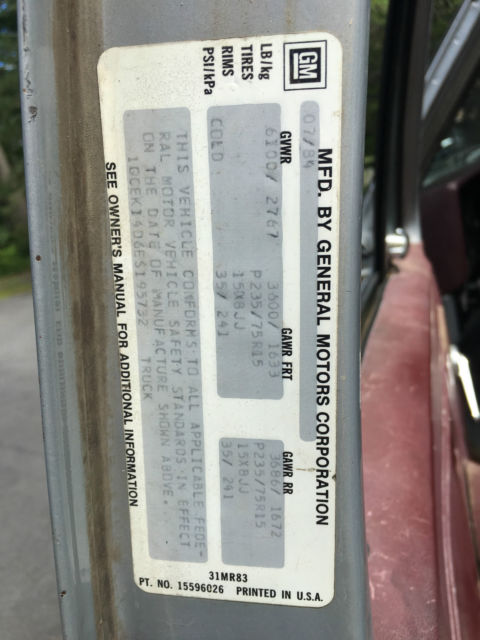 GM
MFD. BY GENERAL MOTORS CORPORATION
07/84
GVWR GAWR FRT GAWR RR
LB/kg 6100/ 2767 3600/ 1633 3686/ 1672
TIRES P235/75R15 P235/75R15
RIMS 15X8JJ 15X8JJ
PSI/kPa COLD 35/ 241 35/ 241
THIS VEHICLE CONFORMS TO ALL APPLICABLE FEDE-
RAL MOTOR VEHICLE SAFETY STANDARDS IN EFFECT
ON THE DATE OF MANUFACTURE SHOWN ABOVE.
1GCEK14D6ES195732 TRUCK
SEE OWNER'S MANUAL FOR ADDITIONAL INFORMATION
31MR83
PT. NO. 15596026 PRINTED IN U.S.A.